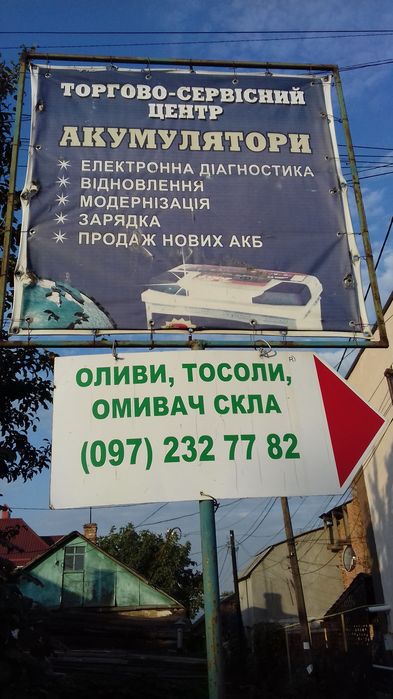 ТОРГОВО-СЕРВІСНИЙ
ЦЕНТР
АКУМУЛЯТОРИ
ЕЛЕКТРОННА ДІАГНОСТИКА
ВІДНОВЛЕННЯ
МОДЕРНІЗАЦІЯ
ЗАРЯДКА
ПРОДАЖ НОВИХ АКБ
ОЛИВИ, ТОСОЛИ,
ОМИВАЧ СКЛА
(097) 232 77 82